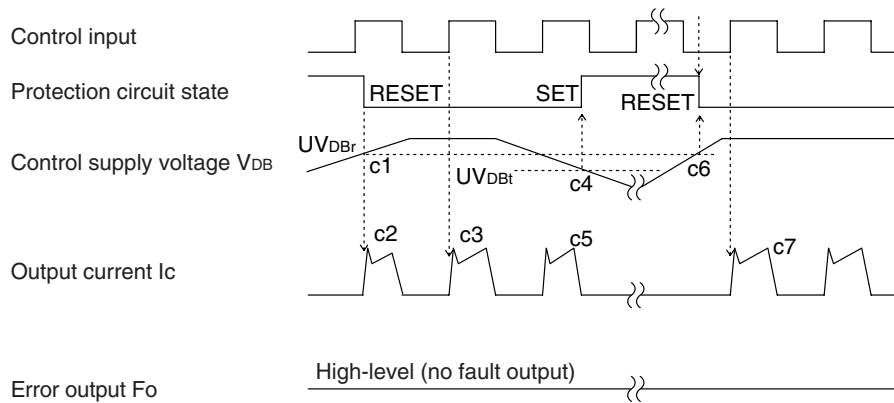 Control input
Protection circuit state
RESET
SET
RESET
UVDBr
Control supply voltage VDB
c1
UVDBt
c4
c6
c2
c3
c5
c7
Output current Ic
High-level (no fault output)
Error output Fo